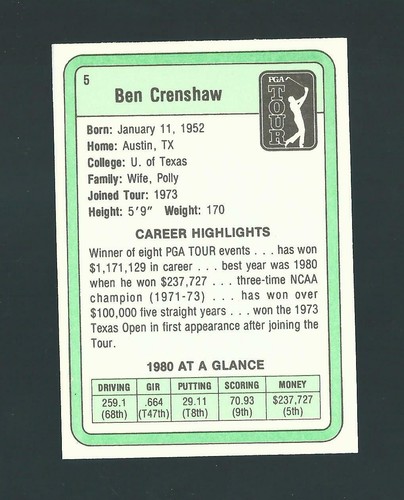 5
Ben Crenshaw
PGA
TOUR
Born: January 11, 1952
Home: Austin, TX
College: U. of Texas
Family: Wife, Polly
Joined Tour: 1973
Height: 5'9" Weight: 170
CAREER HIGHLIGHTS
Winner of eight PGA TOUR events . . . has won
$1,171,129 in career . . . best year was 1980
when he won $237,727 . . . three-time NCAA
champion (1971-73) . . . has won over
$100,000 five straight years . . . won the 1973
Texas Open in first appearance after joining the
Tour.
1980 AT A GLANCE
DRIVING GIR PUTTING SCORING MONEY
259.1 .664 29.11 70.93 $237,727
(68th) (T47th) (T8th) (9th) (5th)